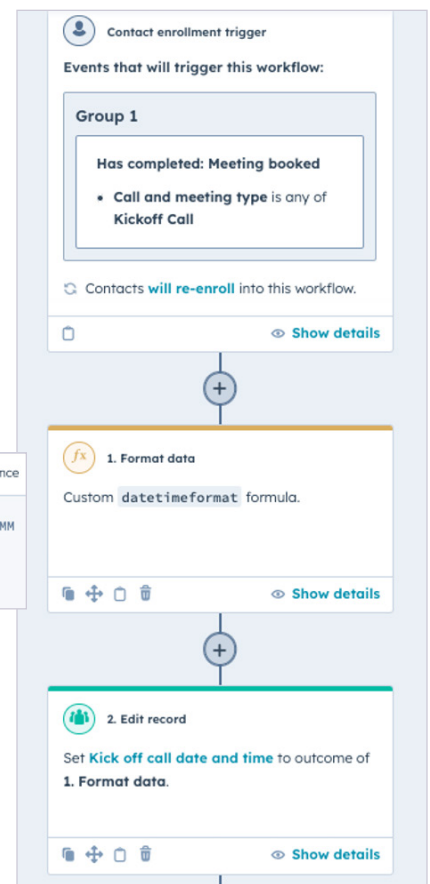 Contact enrollment trigger
Events that will trigger this workflow:
Group 1
Has completed: Meeting booked
• Call and meeting type is any of
Kickoff Call
Contacts will re-enroll into this workflow.
Show details
+
fx
1. Format data
nce
Custom datetimeformat formula.
MM
Show details
+
2. Edit record
Set Kick off call date and time to outcome of
1. Format data.
Show details